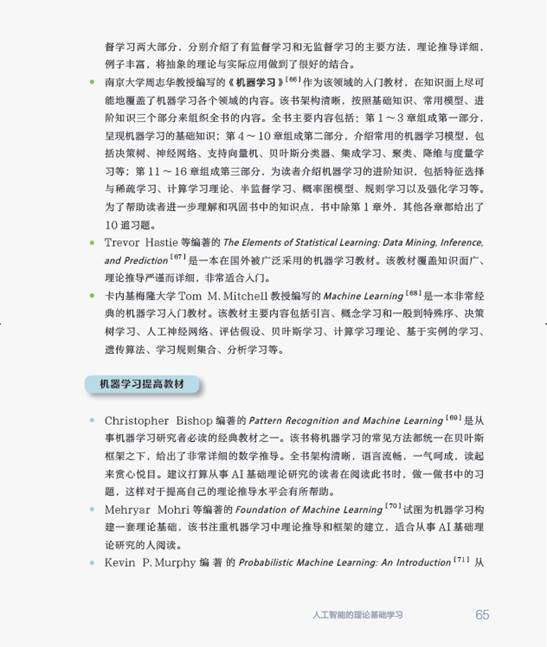 督学习两大部分，分别介绍了有监督学习和无监督学习的主要方法，理论推导详细，
例子丰富，将抽象的理论与实际应用做到了很好的结合。
● 南京大学周志华教授编写的《机器学习》[66]作为该领域的入门教材，在知识面上尽可
能地覆盖了机器学习各个领域的内容。该书架构清晰，按照基础知识、常用模型、进
阶知识三个部分来组织全书的内容。全书主要内容包括：第 1～3 章组成第一部分，
呈现机器学习的基础知识；第 4～10 章组成第二部分，介绍常用的机器学习模型，包
括决策树、神经网络、支持向量机、贝叶斯分类器、集成学习、聚类、降维与度量学
习等；第 11～16 章组成第三部分，为读者介绍机器学习的进阶知识，包括特征选择
与稀疏学习、计算学习理论、半监督学习、概率图模型、规则学习以及强化学习等。
为了帮助读者进一步理解和巩固书中的知识点，书中除第 1 章外，其他各章都给出了
10 道习题。
● Trevor Hastie 等编著的 The Elements of Statistical Learning: Data Mining, Inference,
and Prediction[67]是一本在国外被广泛采用的机器学习教材。该教材覆盖知识面广、
理论推导严谨而详细，非常适合入门。
● 卡内基梅隆大学 Tom M. Mitchell 教授编写的 Machine Learning[68]是一本非常经
典的机器学习入门教材。该教材主要内容包括引言、概念学习和一般到特殊序、决策
树学习、人工神经网络、评估假设、贝叶斯学习、计算学习理论、基于实例的学习、
遗传算法、学习规则集合、分析学习等。
机器学习提高教材
● Christopher Bishop 编著的 Pattern Recognition and Machine Learning[69]是从
事机器学习研究者必读的经典教材之一。该书将机器学习的常见方法都统一在贝叶斯
框架之下，给出了非常详细的数学推导。全书架构清晰，语言流畅，一气呵成，读起
来赏心悦目。建议打算从事 AI 基础理论研究的读者在阅读此书时，做一做书中的习
题，这样对于提高自己的理论推导水平会有所帮助。
● Mehryar Mohri 等编著的 Foundation of Machine Learning[70]试图为机器学习构
建一套理论基础，该书注重机器学习中理论推导和框架的建立，适合从事 AI 基础理
论研究的人阅读。
● Kevin P. Murphy 编著的 Probabilistic Machine Learning: An Introduction[71] 从
人工智能的理论基础学习 65